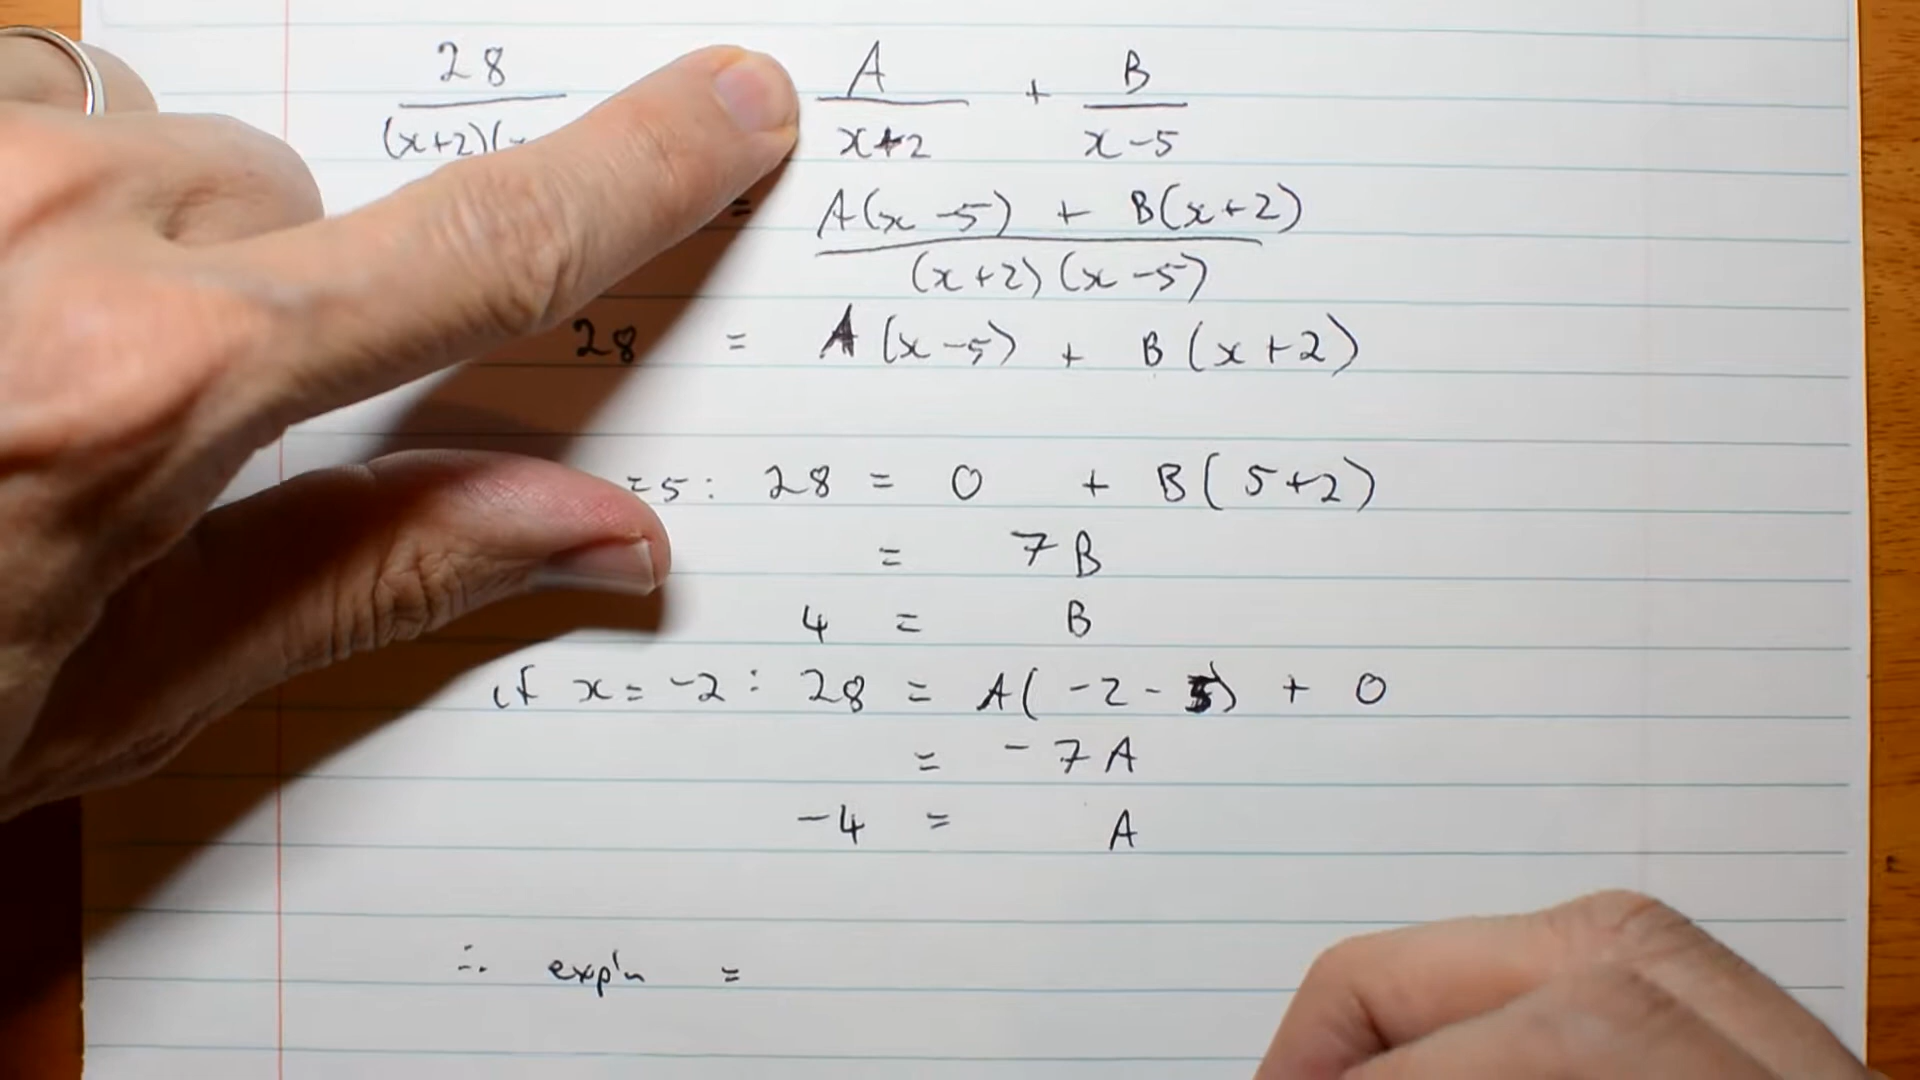 28 A + B
(x+2)( x+2 x-5
= A(x-5) + B(x+2)
(x+2)(x-5)
28 = A(x-5) + B(x+2)
=5: 28 = 0 + B(5+2)
= 7B
4 = B
if x = -2: 28 = A(-2-5) + 0
= -7A
-4 = A
∴ exp'n =